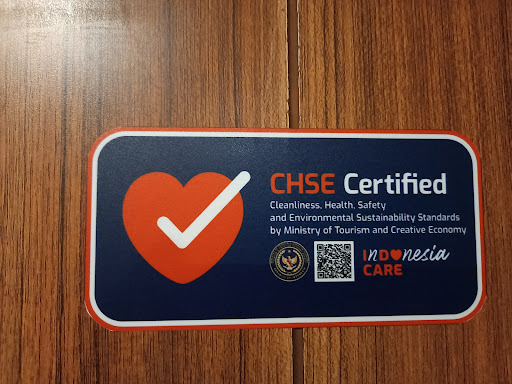 CHSE Certified
Cleanliness, Health, Safety
and Environmental Sustainability Standards
by Ministry of Tourism and Creative Economy
INDONESIA
CARE